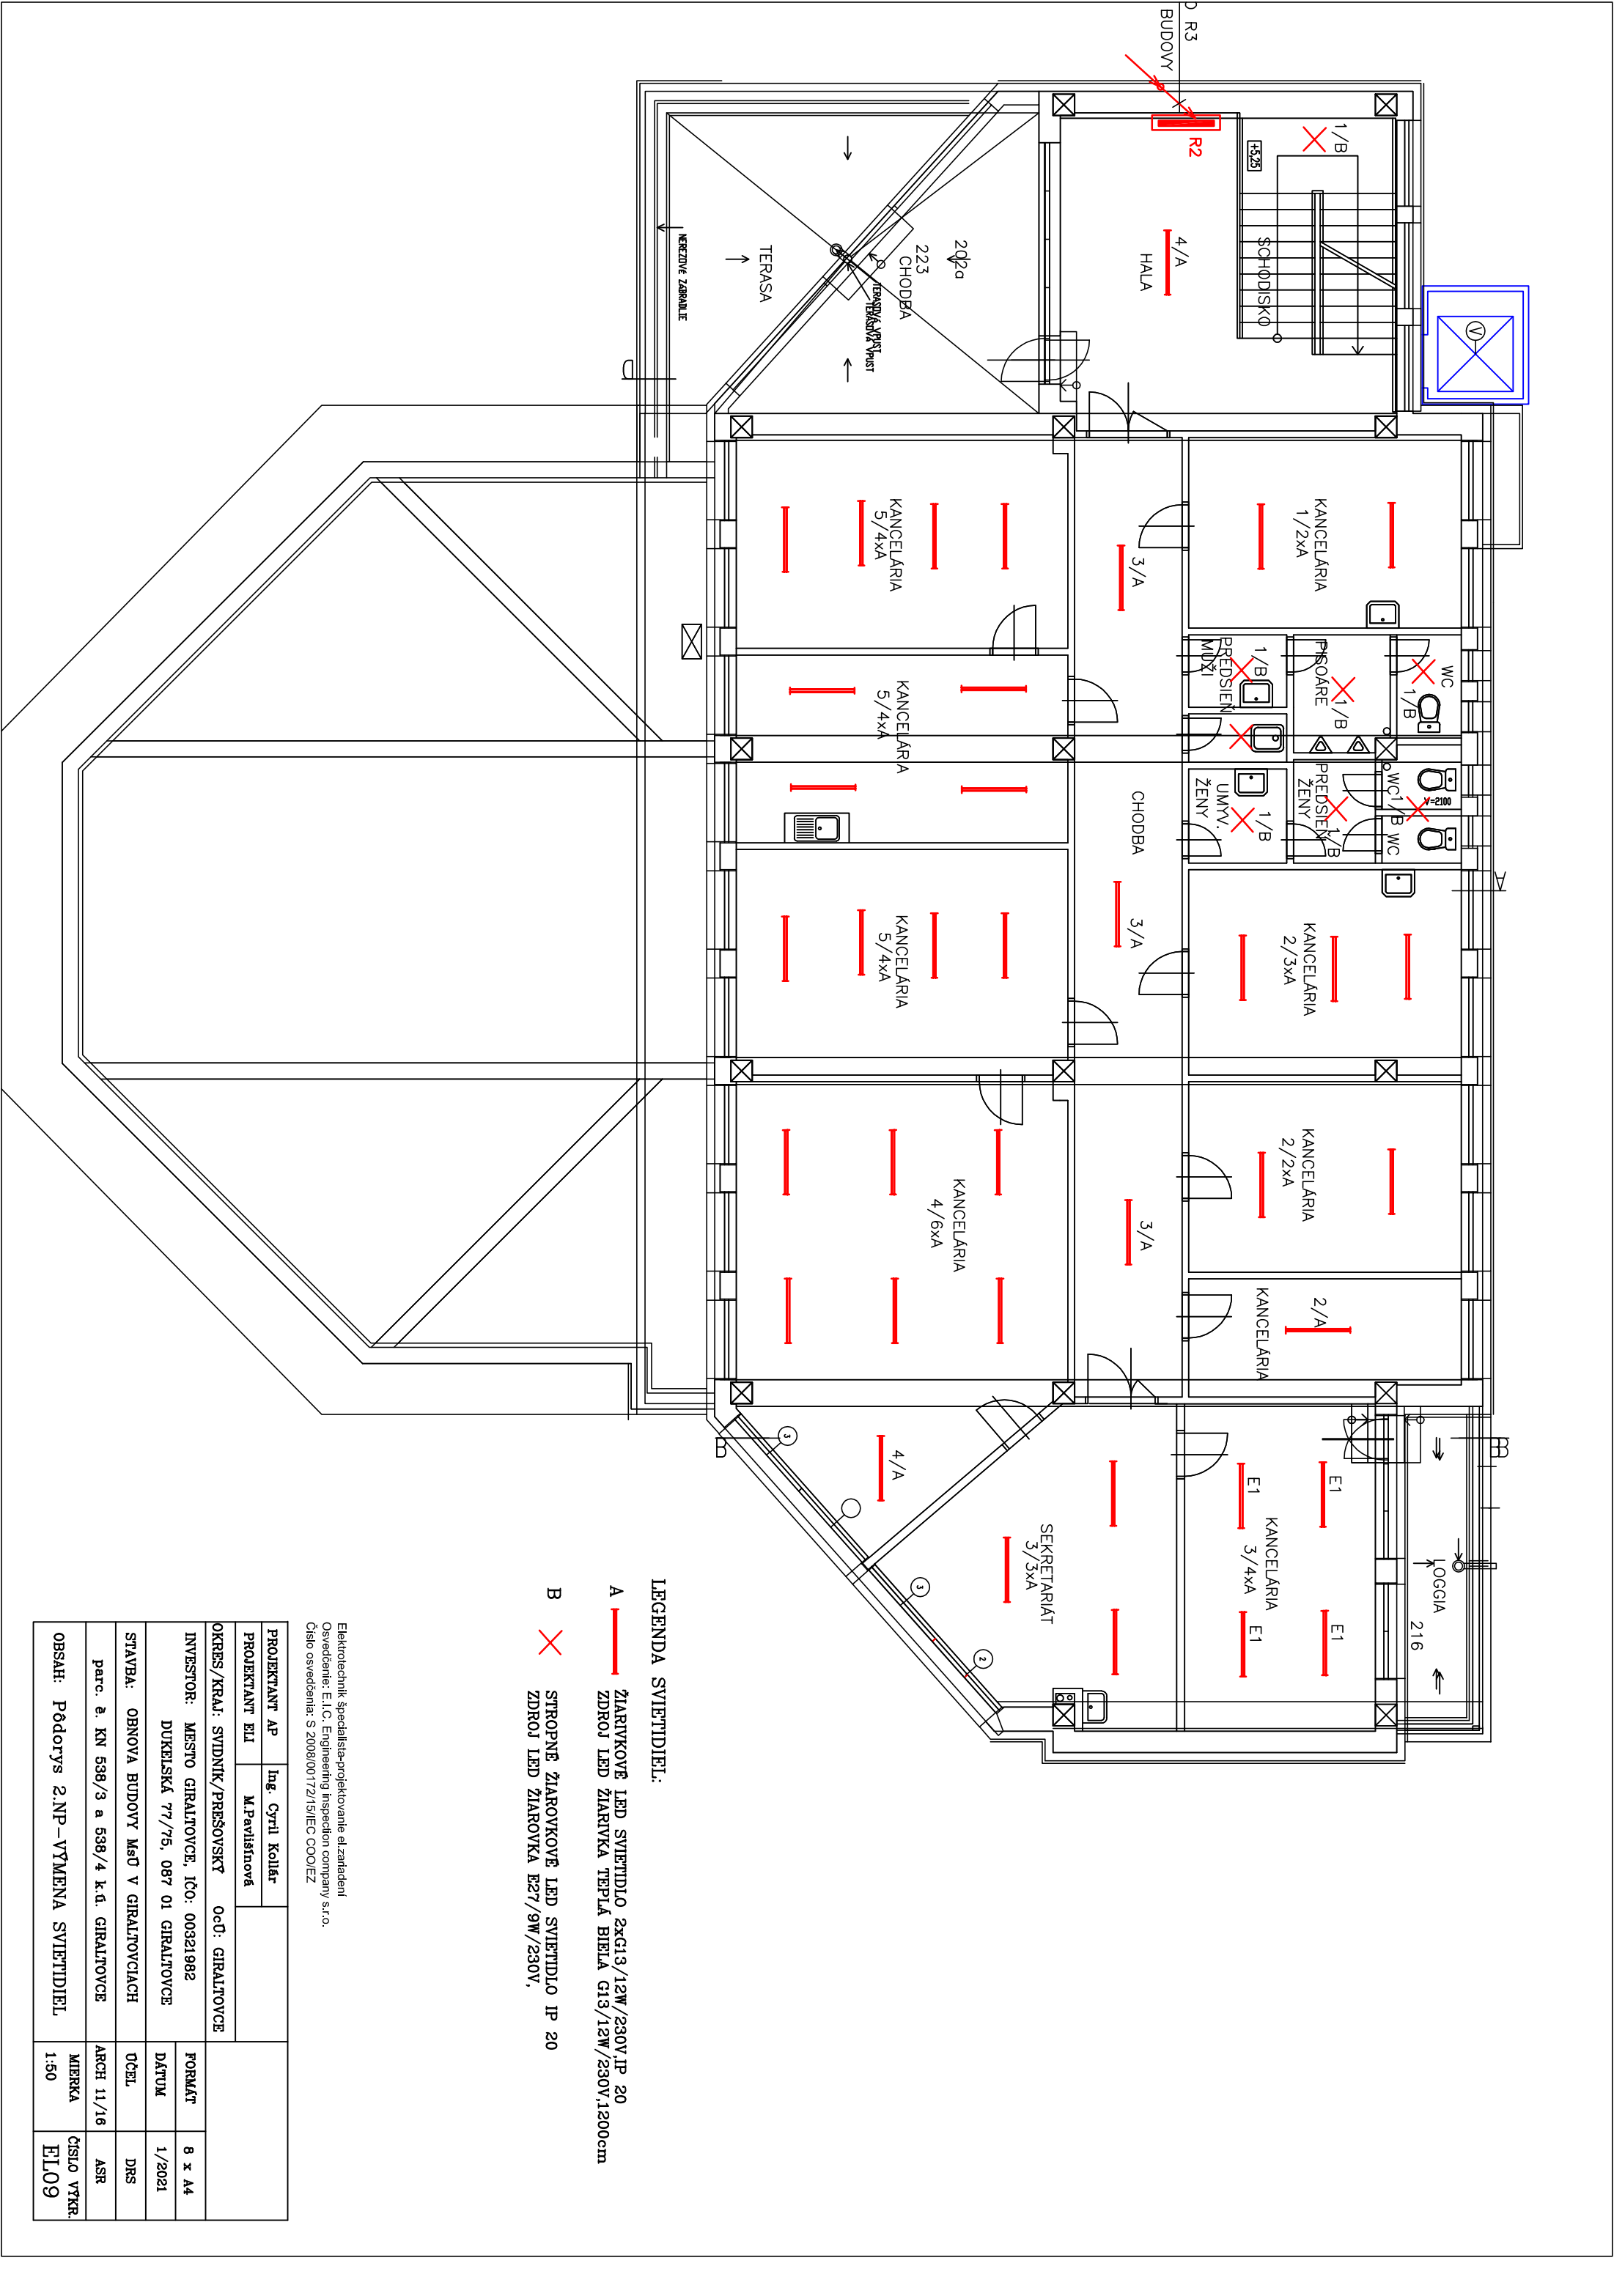 R3
BUDOVY
R2
1/B
+5,25
SCHODISKO
4/A
HALA
202a
223
CHODBA
TERASA
TERASOVÁ VPUST
TERASOVÁ VPUST
NEREZOVÉ ZÁBRADLIE
D
V
KANCELÁRIA
1/2xA
3/A
KANCELÁRIA
5/4xA
PREDSIEŇ
MUŽI
1/B
PISOÁRE
1/B
WC
1/B
KANCELÁRIA
5/4xA
CHODBA
UMYV.
ŽENY
1/B
PREDSIEŇ
ŽENY
1/B
WC
1/B
V=2100
WC
A
KANCELÁRIA
2/3xA
3/A
KANCELÁRIA
5/4xA
KANCELÁRIA
2/2xA
3/A
KANCELÁRIA
4/6xA
2/A
KANCELÁRIA
B
B
3
4/A
3
2
E1
E1
KANCELÁRIA
3/4xA
E1
E1
SEKRETARIÁT
3/3xA
LOGGIA
216
LEGENDA SVIETIDIEL:
A
ŽIARIVKOVÉ LED SVIETIDLO 2xG13/12W/230V,IP 20
ZDROJ LED ŽIARIVKA TEPLÁ BIELA G13/12W/230V,1200cm
B
STROPNÉ ŽIAROVKOVÉ LED SVIETIDLO IP 20
ZDROJ LED ŽIAROVKA E27/9W/230V,
Elektrotechnik špecialista-projektovanie el.zariadení
Osvedčenie: E.I.C. Engineering inspection company s.r.o.
Číslo osvedčenia: S 2008/00172/15/IEC COO/EZ
PROJEKTANT AP
Ing. Cyril Kollár
PROJEKTANT ELI
M.Pavlišinová
OKRES/KRAJ: SVIDNÍK/PREŠOVSKÝ
OcÚ: GIRALTOVCE
INVESTOR: MESTO GIRALTOVCE, IČO: 00321982
DUKELSKÁ 77/75, 087 01 GIRALTOVCE
STAVBA: OBNOVA BUDOVY MsÚ V GIRALTOVCIACH
parc. č. KN 538/3 a 538/4 k.ú. GIRALTOVCE
OBSAH: Pôdorys 2.NP-VÝMENA SVIETIDIEL
FORMÁT
8 x A4
DÁTUM
1/2021
ÚČEL
DRS
ARCH 11/16
ASR
MIERKA
1:50
ČÍSLO VÝKR.
EL09